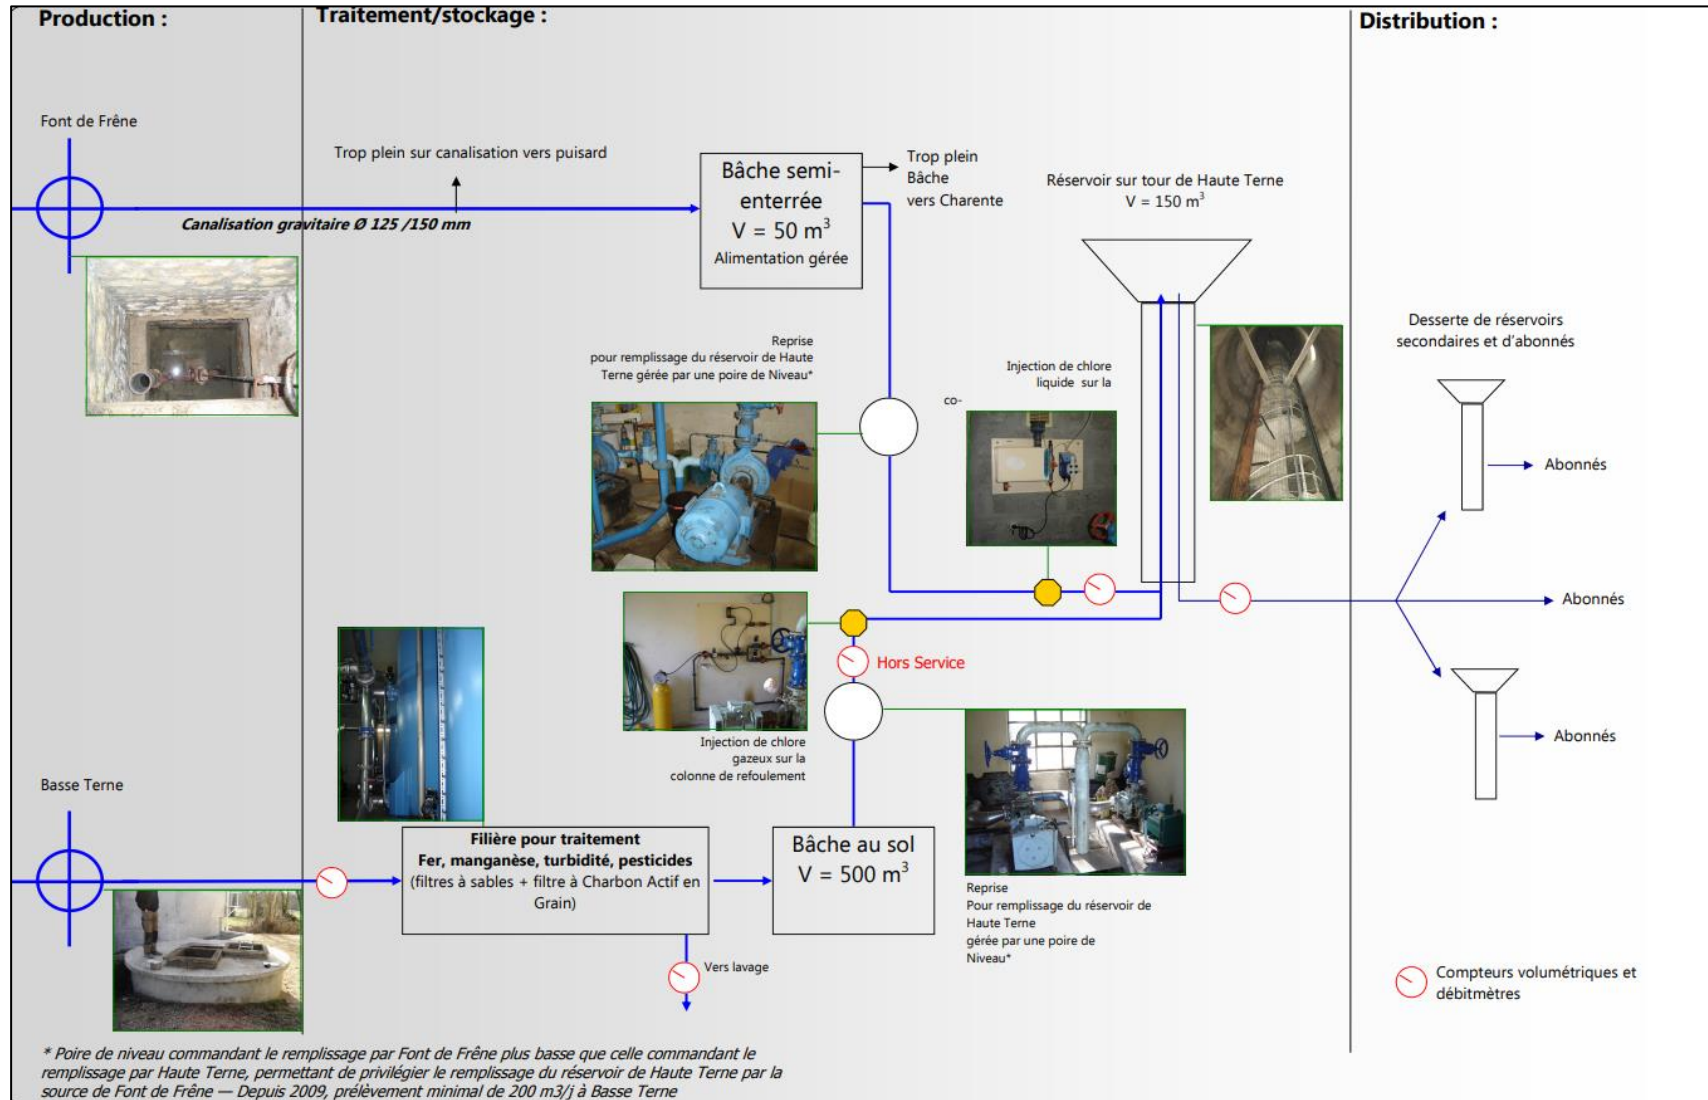 Production :
Traitement/stockage :
Distribution :
Font de Frêne
Trop plein sur canalisation vers puisard
Canalisation gravitaire Ø 125 /150 mm
Bâche semi-
enterrée
V = 50 m³
Alimentation gérée
Trop plein
Bâche
vers Charente
Réservoir sur tour de Haute Terne
V = 150 m³
Reprise
pour remplissage du réservoir de Haute
Terne gérée par une poire de Niveau*
Injection de chlore
liquide sur la
co-
Desserte de réservoirs
secondaires et d'abonnés
Abonnés
Abonnés
Abonnés
Hors Service
Injection de chlore
gazeux sur la
colonne de refoulement
Basse Terne
Filière pour traitement
Fer, manganèse, turbidité, pesticides
(filtres à sables + filtre à Charbon Actif en
Grain)
Bâche au sol
V = 500 m³
Vers lavage
Reprise
Pour remplissage du réservoir de
Haute Terne
gérée par une poire de
Niveau*
Compteurs volumétriques et
débitmètres
* Poire de niveau commandant le remplissage par Font de Frêne plus basse que celle commandant le
remplissage par Haute Terne, permettant de privilégier le remplissage du réservoir de Haute Terne par la
source de Font de Frêne — Depuis 2009, prélèvement minimal de 200 m3/j à Basse Terne